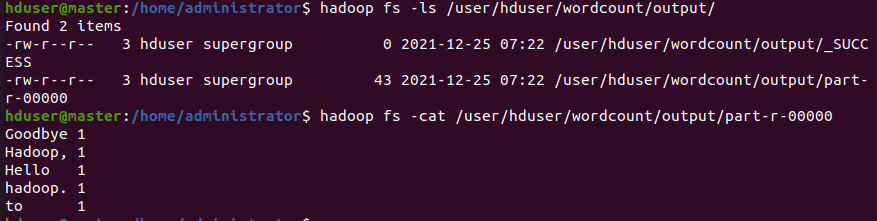 hduser@master:/home/administrator$ hadoop fs -ls /user/hduser/wordcount/output/
Found 2 items
-rw-r--r--   3 hduser supergroup          0 2021-12-25 07:22 /user/hduser/wordcount/output/_SUCC
ESS
-rw-r--r--   3 hduser supergroup         43 2021-12-25 07:22 /user/hduser/wordcount/output/part-
r-00000
hduser@master:/home/administrator$ hadoop fs -cat /user/hduser/wordcount/output/part-r-00000
Goodbye 1
Hadoop, 1
Hello   1
hadoop. 1
to      1